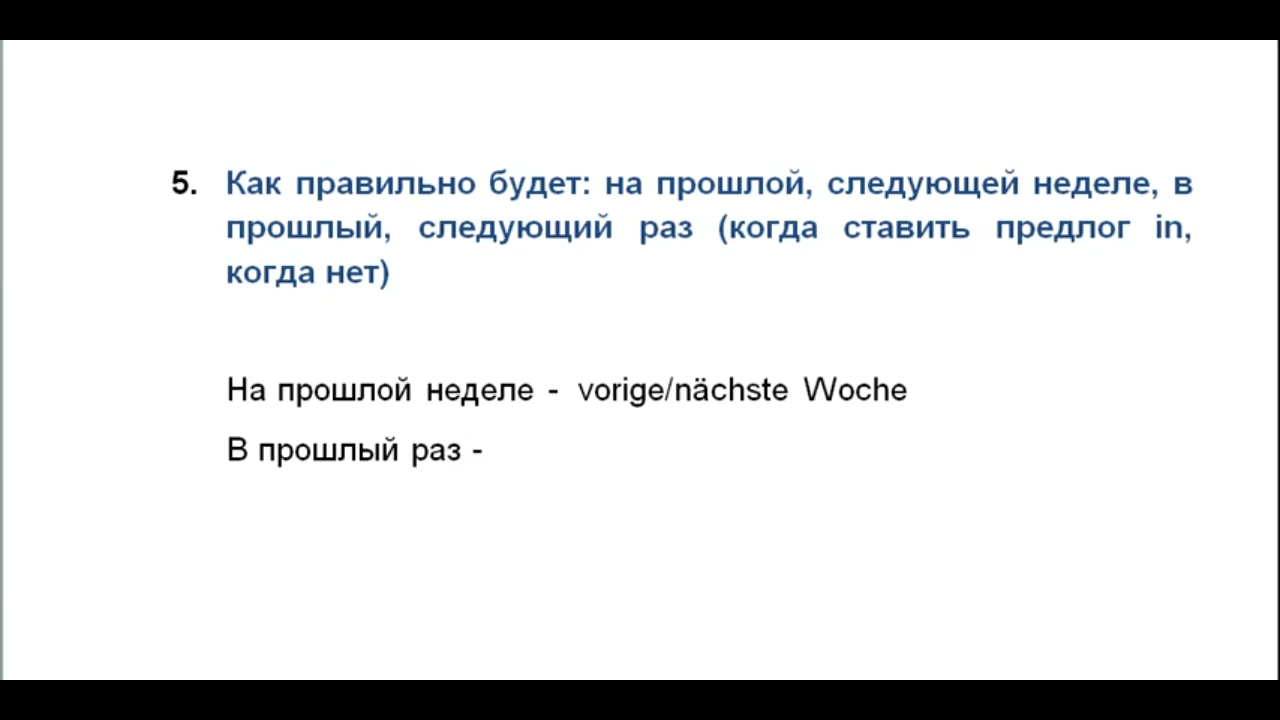 5. Как правильно будет: на прошлой, следующей неделе, в
прошлый, следующий раз (когда ставить предлог in,
когда нет)
На прошлой неделе - vorige/nächste Woche
В прошлый раз -